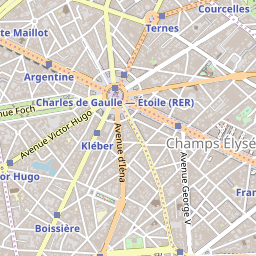 Courcelles
te Maillot
Ternes
Argentine
Charles de Gaulle — Étoile (RER)
nue Foch
Avenue Victor Hugo
Kléber
Avenue d'Iéna
Champs Élysé
Avenue George V
tor Hugo
Fran
Boissière